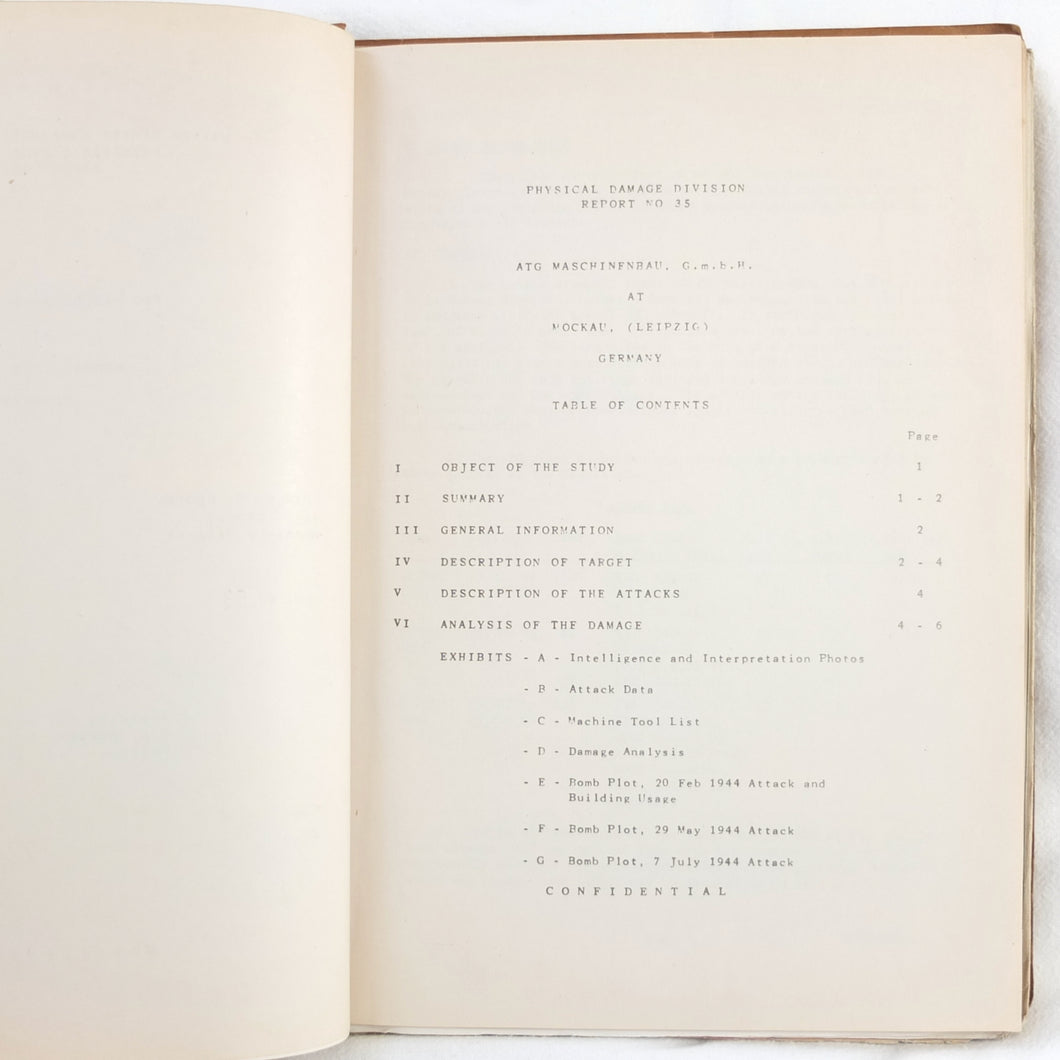 PHYSICAL DAMAGE DIVISION
REPORT NO 35
ATG MASCHINENBAU, G.m.b.H.
AT
MOCKAU, (LEIPZIG)
GERMANY
TABLE OF CONTENTS
Page
I OBJECT OF THE STUDY 1
II SUMMARY 1 - 2
III GENERAL INFORMATION 2
IV DESCRIPTION OF TARGET 2 - 4
V DESCRIPTION OF THE ATTACKS 4
VI ANALYSIS OF THE DAMAGE 4 - 6
EXHIBITS - A - Intelligence and Interpretation Photos
- B - Attack Data
- C - Machine Tool List
- D - Damage Analysis
- E - Bomb Plot, 20 Feb 1944 Attack and
Building Usage
- F - Bomb Plot, 29 May 1944 Attack
- G - Bomb Plot, 7 July 1944 Attack
CONFIDENTIAL